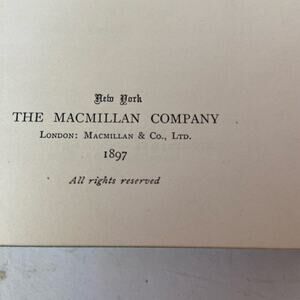 New York
THE MACMILLAN COMPANY
LONDON: MACMILLAN & CO., LTD.
1897
All rights reserved